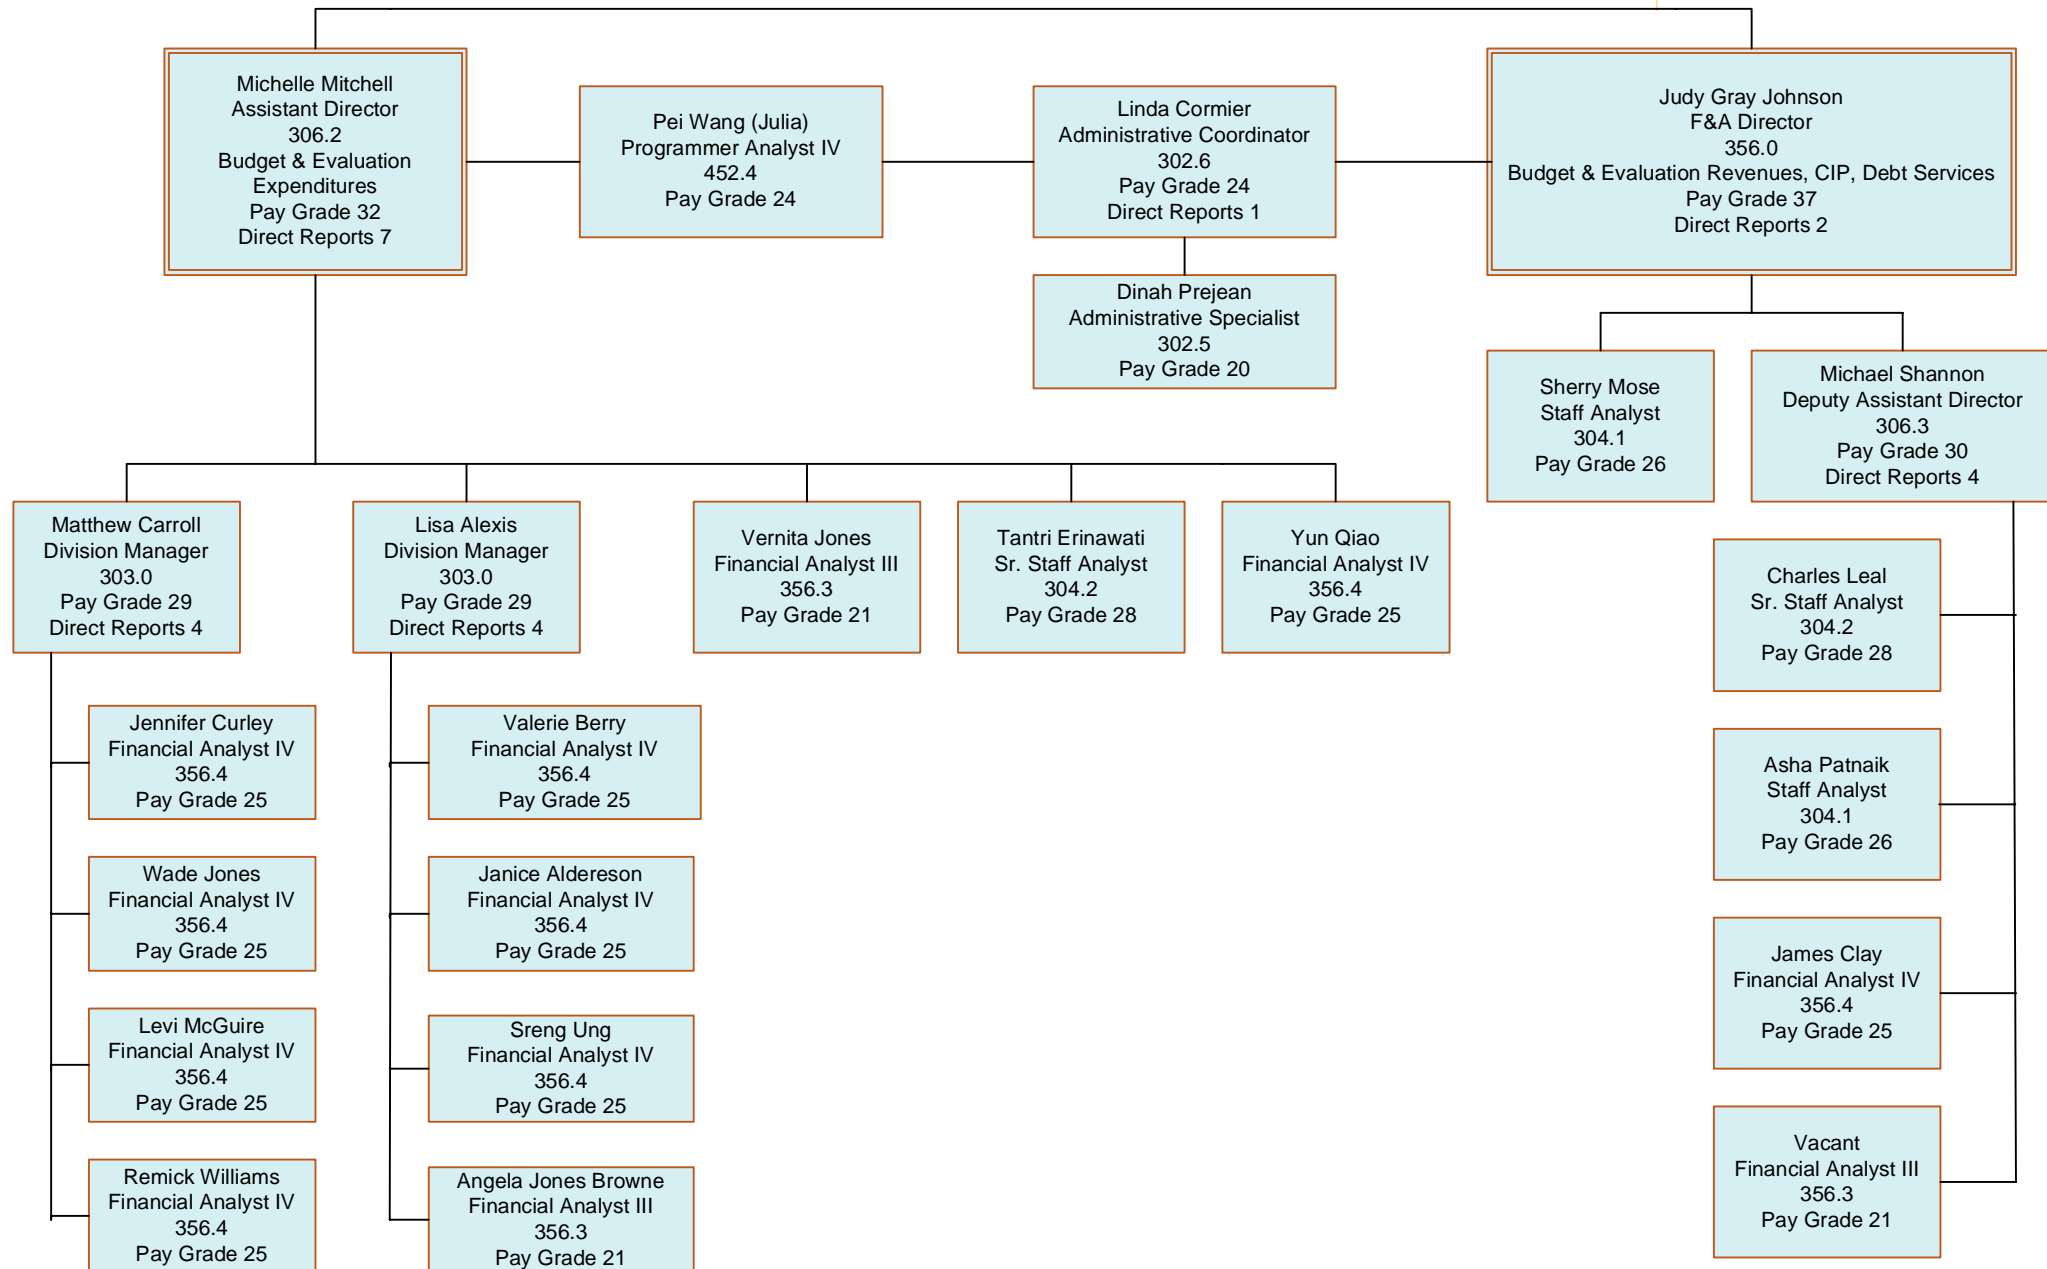 Michelle Mitchell
Assistant Director
306.2
Budget & Evaluation
Expenditures
Pay Grade 32
Direct Reports 7
Pei Wang (Julia)
Programmer Analyst IV
452.4
Pay Grade 24
Linda Cormier
Administrative Coordinator
302.6
Pay Grade 24
Direct Reports 1
Judy Gray Johnson
F&A Director
356.0
Budget & Evaluation Revenues, CIP, Debt Services
Pay Grade 37
Direct Reports 2
Dinah Prejean
Administrative Specialist
302.5
Pay Grade 20
Sherry Mose
Staff Analyst
304.1
Pay Grade 26
Michael Shannon
Deputy Assistant Director
306.3
Pay Grade 30
Direct Reports 4
Matthew Carroll
Division Manager
303.0
Pay Grade 29
Direct Reports 4
Lisa Alexis
Division Manager
303.0
Pay Grade 29
Direct Reports 4
Vernita Jones
Financial Analyst III
356.3
Pay Grade 21
Tantri Erinawati
Sr. Staff Analyst
304.2
Pay Grade 28
Yun Qiao
Financial Analyst IV
356.4
Pay Grade 25
Charles Leal
Sr. Staff Analyst
304.2
Pay Grade 28
Jennifer Curley
Financial Analyst IV
356.4
Pay Grade 25
Valerie Berry
Financial Analyst IV
356.4
Pay Grade 25
Asha Patnaik
Staff Analyst
304.1
Pay Grade 26
Wade Jones
Financial Analyst IV
356.4
Pay Grade 25
Janice Aldereson
Financial Analyst IV
356.4
Pay Grade 25
James Clay
Financial Analyst IV
356.4
Pay Grade 25
Levi McGuire
Financial Analyst IV
356.4
Pay Grade 25
Sreng Ung
Financial Analyst IV
356.4
Pay Grade 25
Vacant
Financial Analyst III
356.3
Pay Grade 21
Remick Williams
Financial Analyst IV
356.4
Pay Grade 25
Angela Jones Browne
Financial Analyst III
356.3
Pay Grade 21